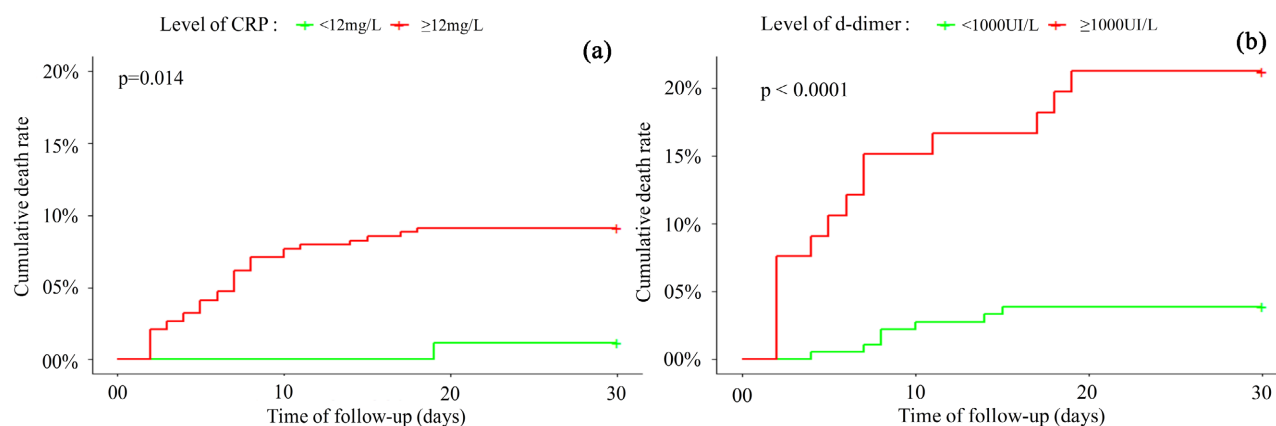 Level of CRP : <12mg/L ≥12mg/L
(a)
p=0.014
20%
15%
10%
05%
00%
Cumulative death rate
00 10 20 30
Time of follow-up (days)
Level of d-dimer : <1000UI/L ≥1000UI/L
(b)
p < 0.0001
20%
15%
10%
05%
00%
Cumulative death rate
00 10 20 30
Time of follow-up (days)